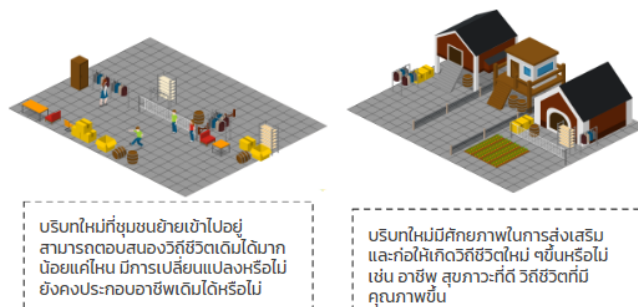 บริบทใหม่ที่ชุมชนย้ายเข้าไปอยู่
สามารถตอบสนองวิถีชีวิตเดิมได้มาก
น้อยแค่ไหน มีการเปลี่ยนแปลงหรือไม่
ยังคงประกอบอาชีพเดิมได้หรือไม่
บริบทใหม่มีศักยภาพในการส่งเสริม
และก่อให้เกิดวิถีชีวิตใหม่ ๆขึ้นหรือไม่
เช่น อาชีพ สุขภาวะที่ดี วิถีชีวิตที่มี
คุณภาพขึ้น